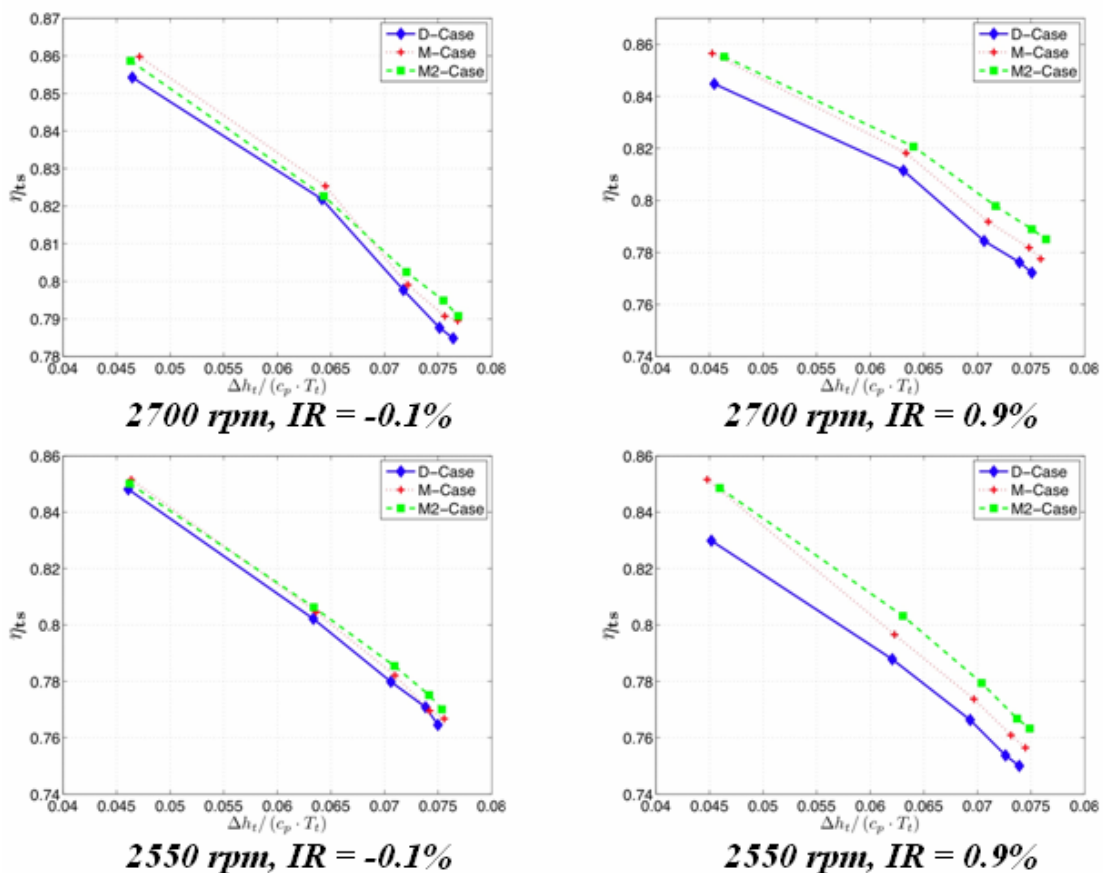 0.87
0.86
0.85
0.84
0.83
0.82
0.81
0.8
0.79
0.78
η_ts
D−Case
M−Case
M2−Case
0.04 0.045 0.05 0.055 0.06 0.065 0.07 0.075 0.08
Δh_t / (c_p · T_t)
2700 rpm, IR = -0.1%
0.86
0.84
0.82
0.8
0.78
0.76
0.74
η_ts
D−Case
M−Case
M2−Case
0.04 0.045 0.05 0.055 0.06 0.065 0.07 0.075 0.08
Δh_t / (c_p · T_t)
2700 rpm, IR = 0.9%
0.86
0.84
0.82
0.8
0.78
0.76
0.74
η_ts
D−Case
M−Case
M2−Case
0.04 0.045 0.05 0.055 0.06 0.065 0.07 0.075 0.08
Δh_t / (c_p · T_t)
2550 rpm, IR = -0.1%
0.86
0.84
0.82
0.8
0.78
0.76
0.74
η_ts
D−Case
M−Case
M2−Case
0.04 0.045 0.05 0.055 0.06 0.065 0.07 0.075 0.08
Δh_t / (c_p · T_t)
2550 rpm, IR = 0.9%